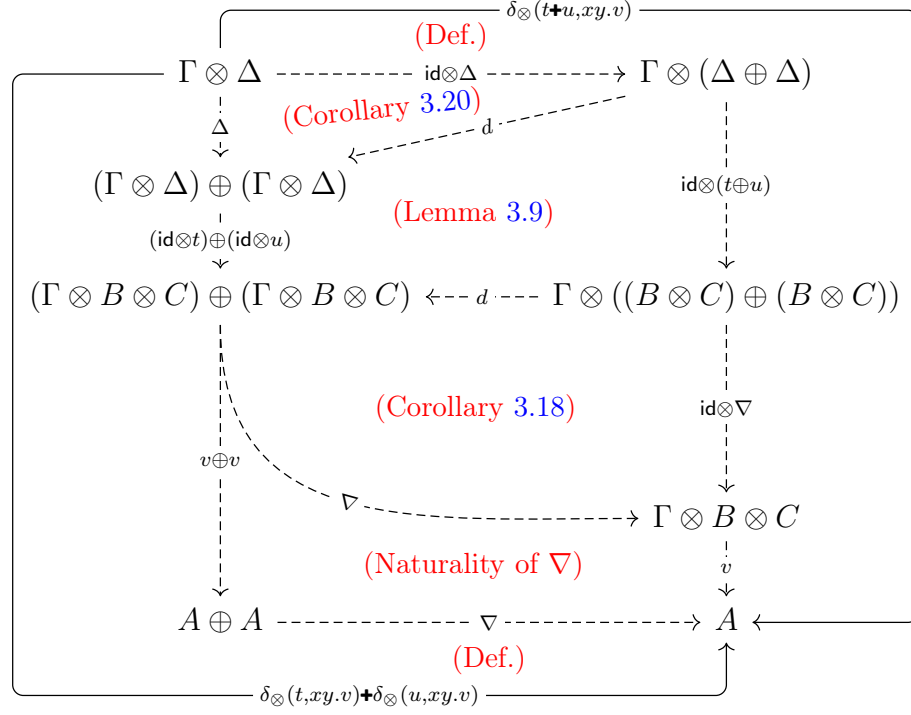 δ⊗(t+u,xy.v)
(Def.)
Γ ⊗ Δ
id⊗Δ
Γ ⊗ (Δ ⊕ Δ)
(Corollary 3.20)
Δ
d
(Γ ⊗ Δ) ⊕ (Γ ⊗ Δ)
id⊗(t⊕u)
(Lemma 3.9)
(id⊗t)⊕(id⊗u)
(Γ ⊗ B ⊗ C) ⊕ (Γ ⊗ B ⊗ C)
d
Γ ⊗ ((B ⊗ C) ⊕ (B ⊗ C))
(Corollary 3.18)
id⊗∇
v⊕v
∇
Γ ⊗ B ⊗ C
(Naturality of ∇)
v
A ⊕ A
∇
A
(Def.)
δ⊗(t,xy.v)+δ⊗(u,xy.v)